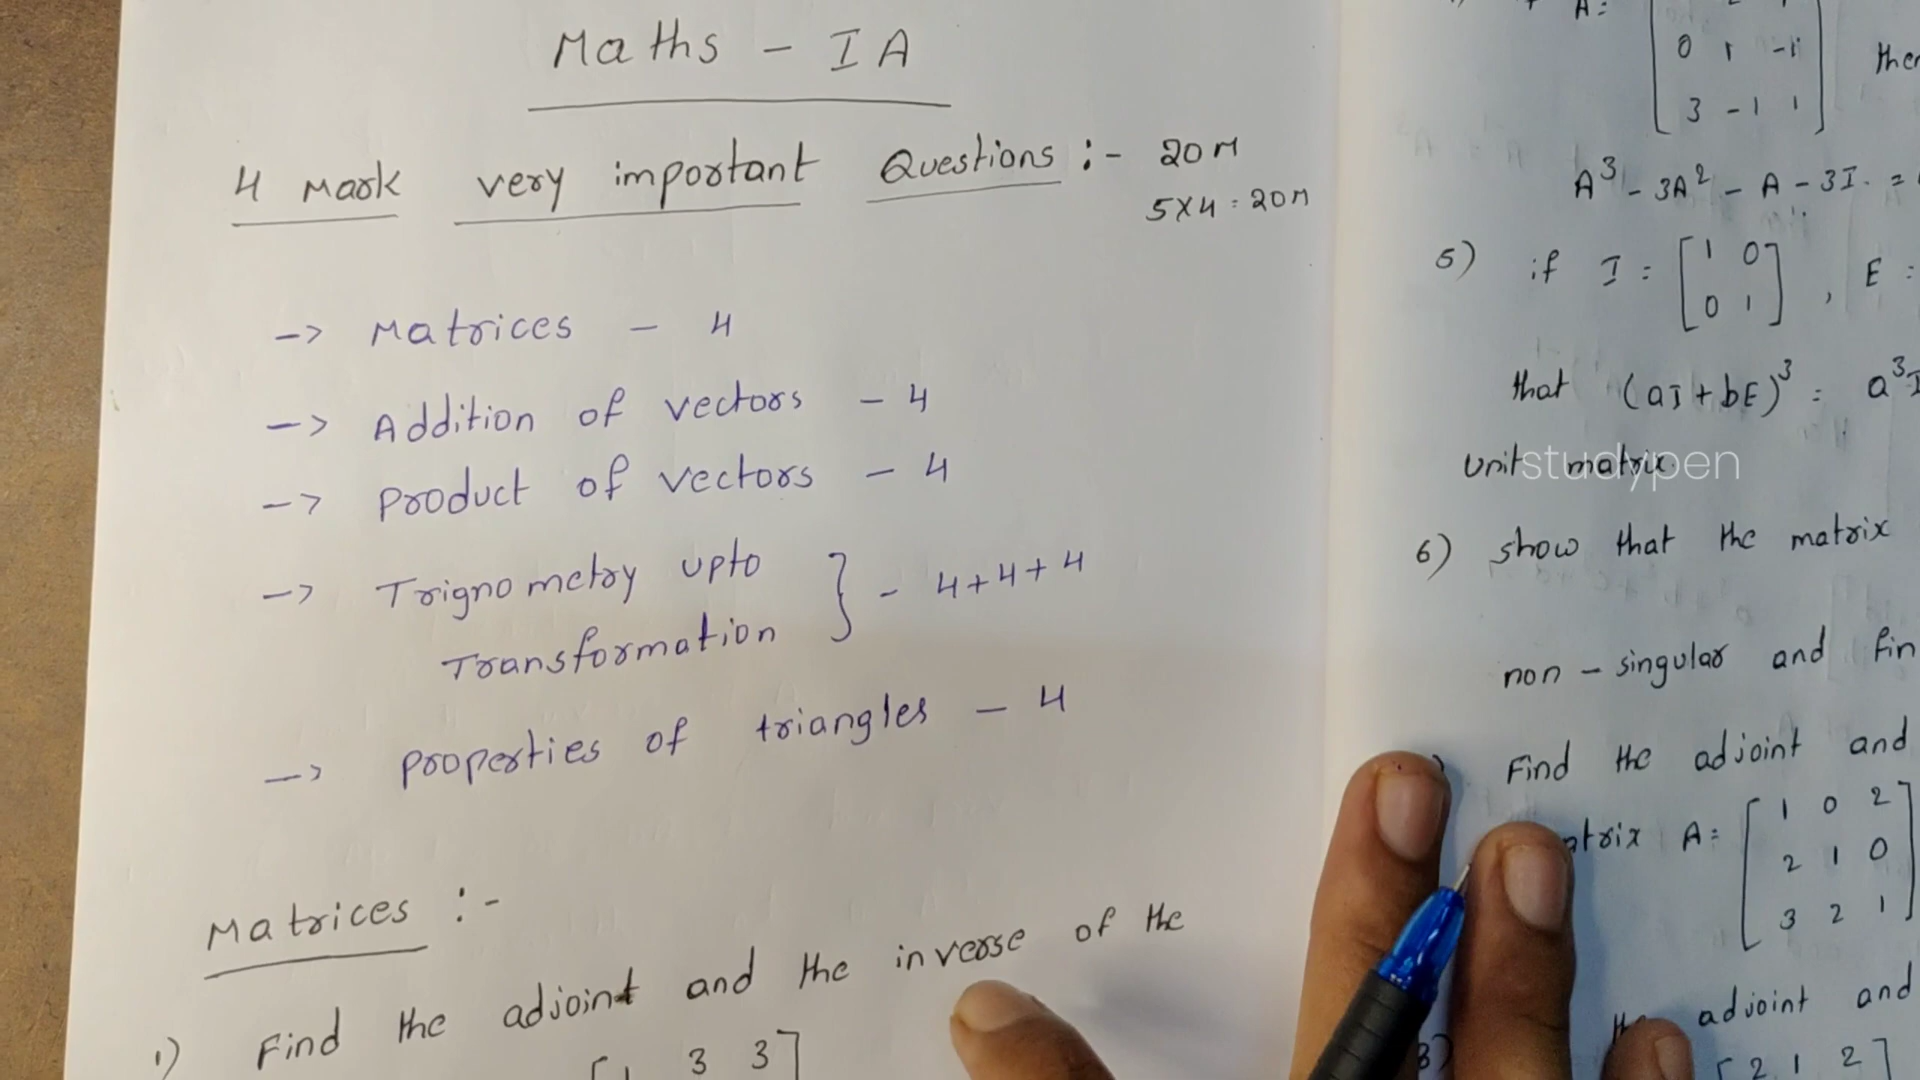 Maths - IA
4 Mark very important Questions :- 20M
5X4 = 20M
-> Matrices - 4
-> Addition of vectors - 4
-> product of vectors - 4
-> Trignometry upto
Transformation } - 4+4+4
-> properties of triangles - 4
Matrices :-
1) Find the adjoint and the inverse of the
3 3
A =
0 1 -1
3 -1 1
A³ - 3A² - A - 3I =
5) if I = [1 0
0 1] , E =
that (aI + bE)³ = a³I
unit matrix.
studypen
6) show that the matrix
non - singular and
Find the adjoint and
A = [1 0 2
2 1 0
3 2 1]
adjoint and
[2 1 2]